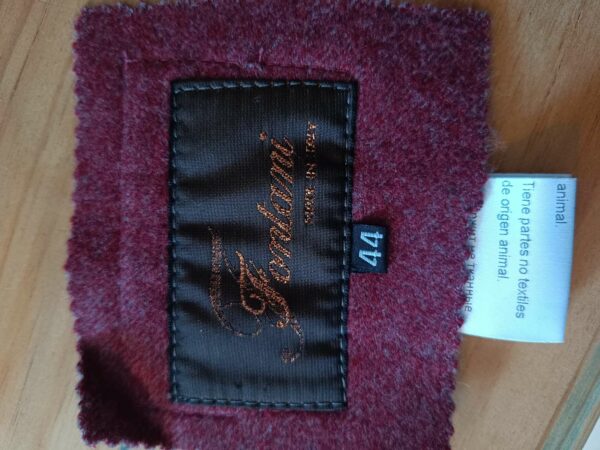 Fontani
MADE IN ITALY
44
animal.
Tiene partes no textiles
de origen animal.